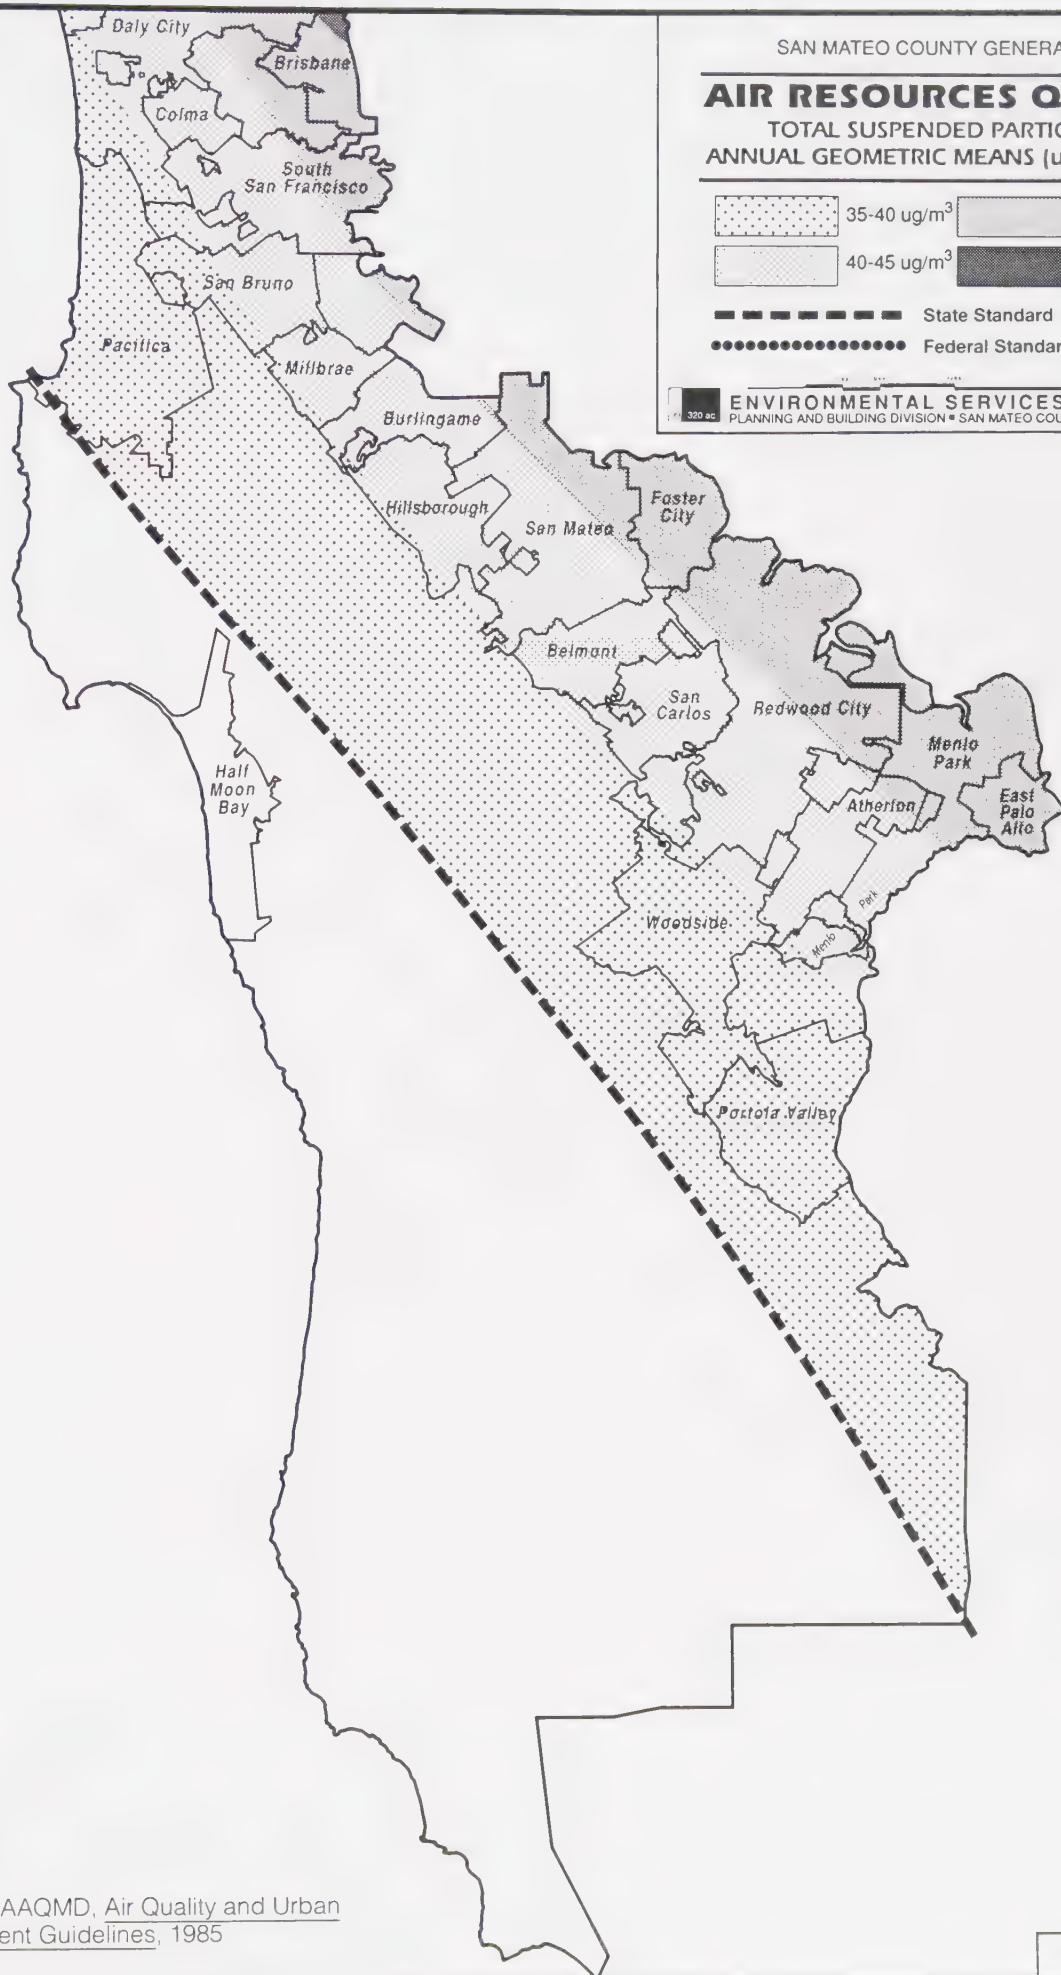 SAN MATEO COUNTY GENERA
AIR RESOURCES Q
TOTAL SUSPENDED PARTIC
ANNUAL GEOMETRIC MEANS (u
35-40 ug/m³
40-45 ug/m³
State Standard
Federal Standar
320 ac
ENVIRONMENTAL SERVICES
PLANNING AND BUILDING DIVISION • SAN MATEO COU
Daly City
Brisbane
Colma
South
San Francisco
San Bruno
Pacifica
Millbrae
Burlingame
Hillsborough
San Mateo
Foster
City
Belmont
San
Carlos
Redwood City
Menlo
Park
East
Palo
Alto
Atherton
Half
Moon
Bay
Park
Menlo
Woodside
Portola Valley
AAQMD, Air Quality and Urban
ent Guidelines, 1985